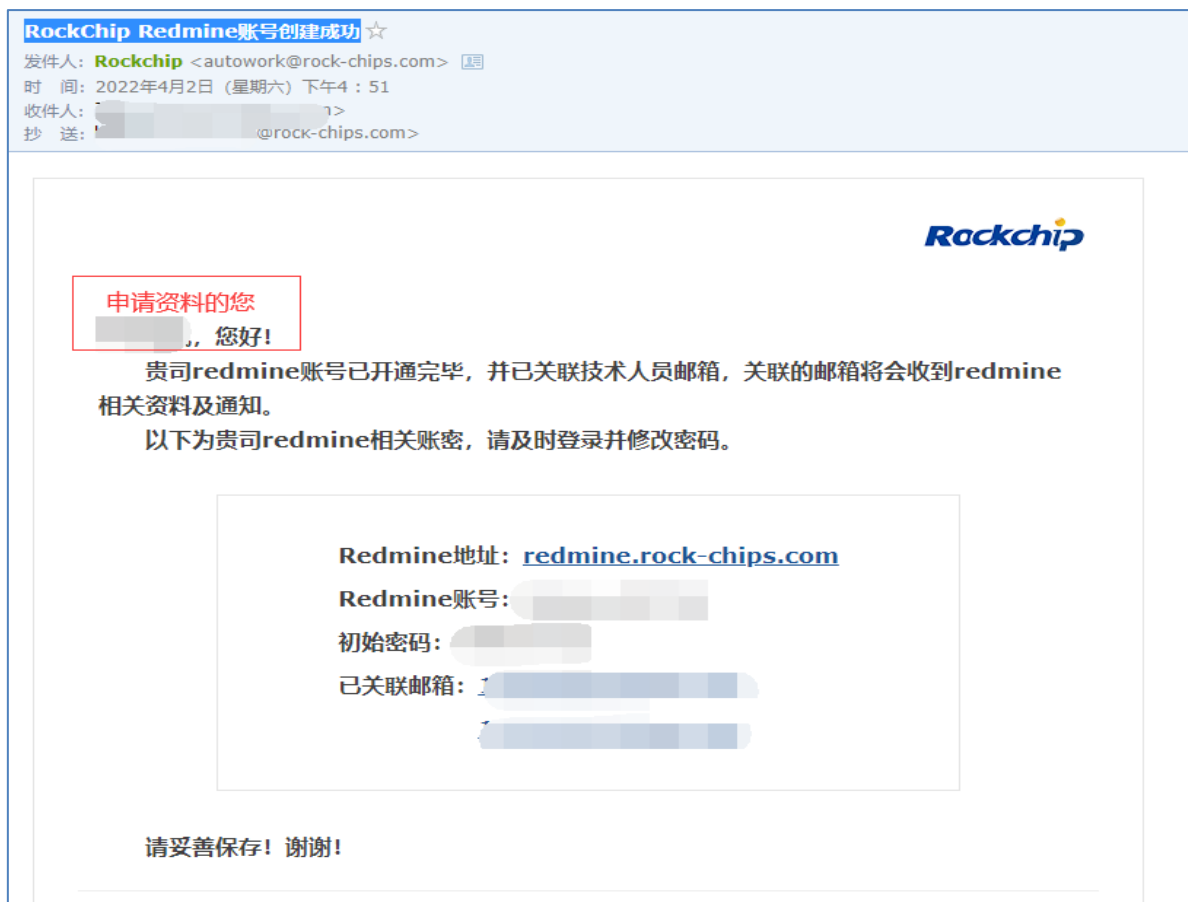 RockChip Redmine账号创建成功
发件人：Rockchip <autowork@rock-chips.com>
时 间：2022年4月2日（星期六）下午4：51
收件人：
抄 送：@rock-chips.com>
Rockchip
申请资料的您
，您好！
贵司redmine账号已开通完毕，并已关联技术人员邮箱，关联的邮箱将会收到redmine
相关资料及通知。
以下为贵司redmine相关账密，请及时登录并修改密码。
Redmine地址：redmine.rock-chips.com
Redmine账号：
初始密码：
已关联邮箱：
请妥善保存！谢谢！